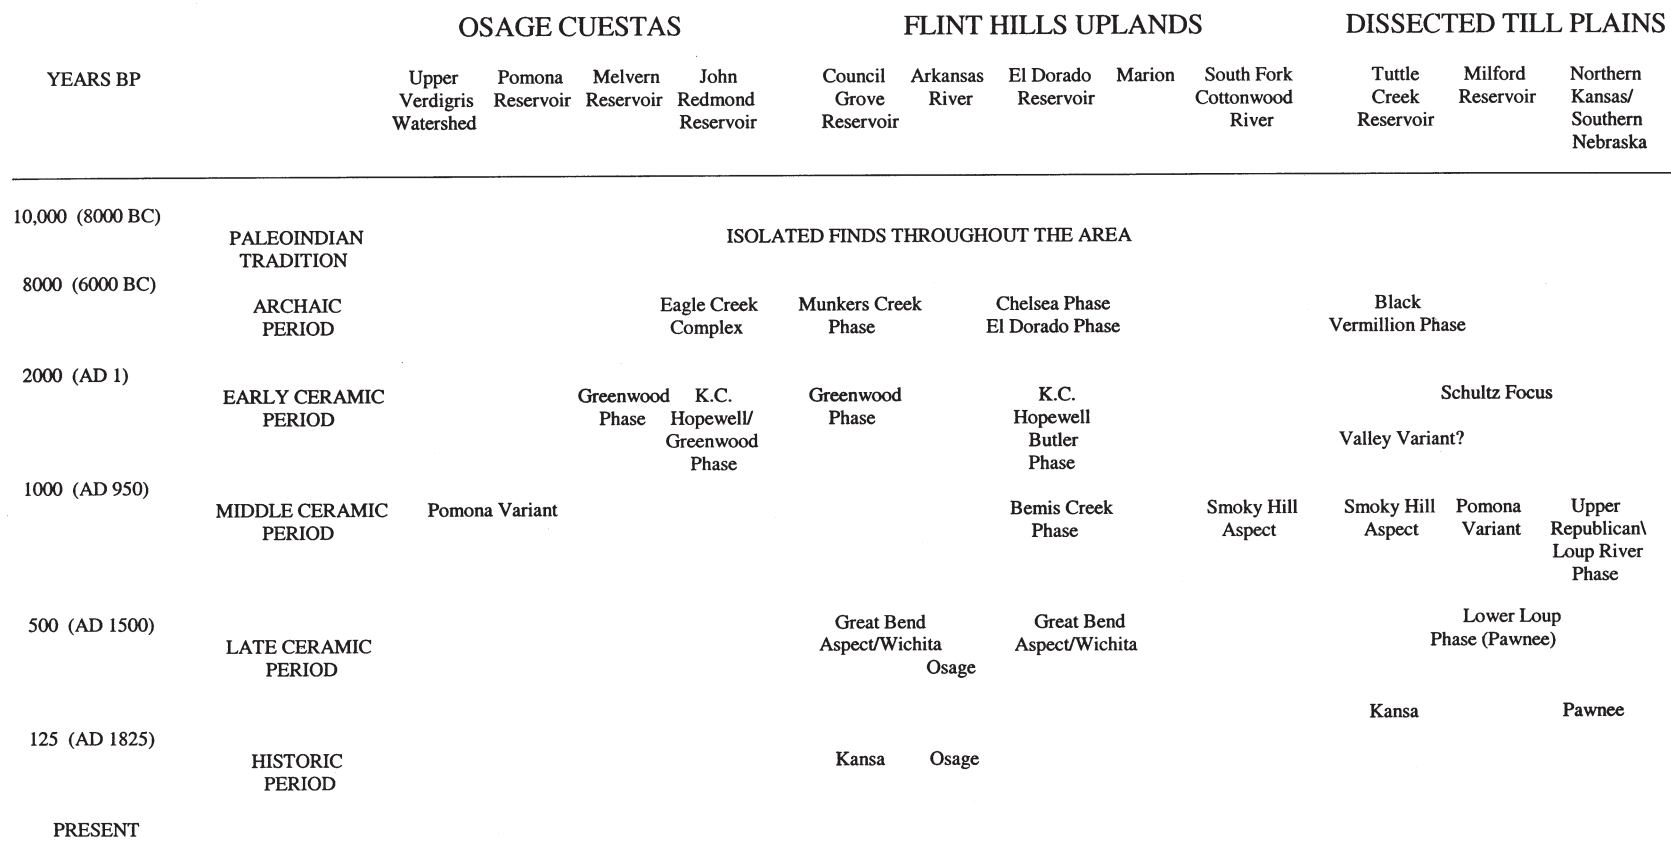 OSAGE CUESTAS FLINT HILLS UPLANDS DISSECTED TILL PLAINS
YEARS BP Upper Pomona Melvern John Council Arkansas El Dorado Marion South Fork Tuttle Milford Northern
Verdigris Reservoir Reservoir Redmond Grove River Reservoir Cottonwood Creek Reservoir Kansas/
Watershed Reservoir Reservoir River Reservoir Southern
Nebraska
10,000 (8000 BC)
PALEOINDIAN ISOLATED FINDS THROUGHOUT THE AREA
TRADITION
8000 (6000 BC)
ARCHAIC Eagle Creek Munkers Creek Chelsea Phase Black
PERIOD Complex Phase El Dorado Phase Vermillion Phase
2000 (AD 1)
EARLY CERAMIC Greenwood K.C. Greenwood K.C. Schultz Focus
PERIOD Phase Hopewell/ Phase Hopewell
Greenwood Butler Valley Variant?
Phase Phase
1000 (AD 950)
MIDDLE CERAMIC Pomona Variant Bemis Creek Smoky Hill Smoky Hill Pomona Upper
PERIOD Phase Aspect Aspect Variant Republican\
Loup River
Phase
500 (AD 1500) Great Bend Great Bend Lower Loup
LATE CERAMIC Aspect/Wichita Aspect/Wichita Phase (Pawnee)
PERIOD Osage
Kansa Pawnee
125 (AD 1825)
HISTORIC Kansa Osage
PERIOD
PRESENT